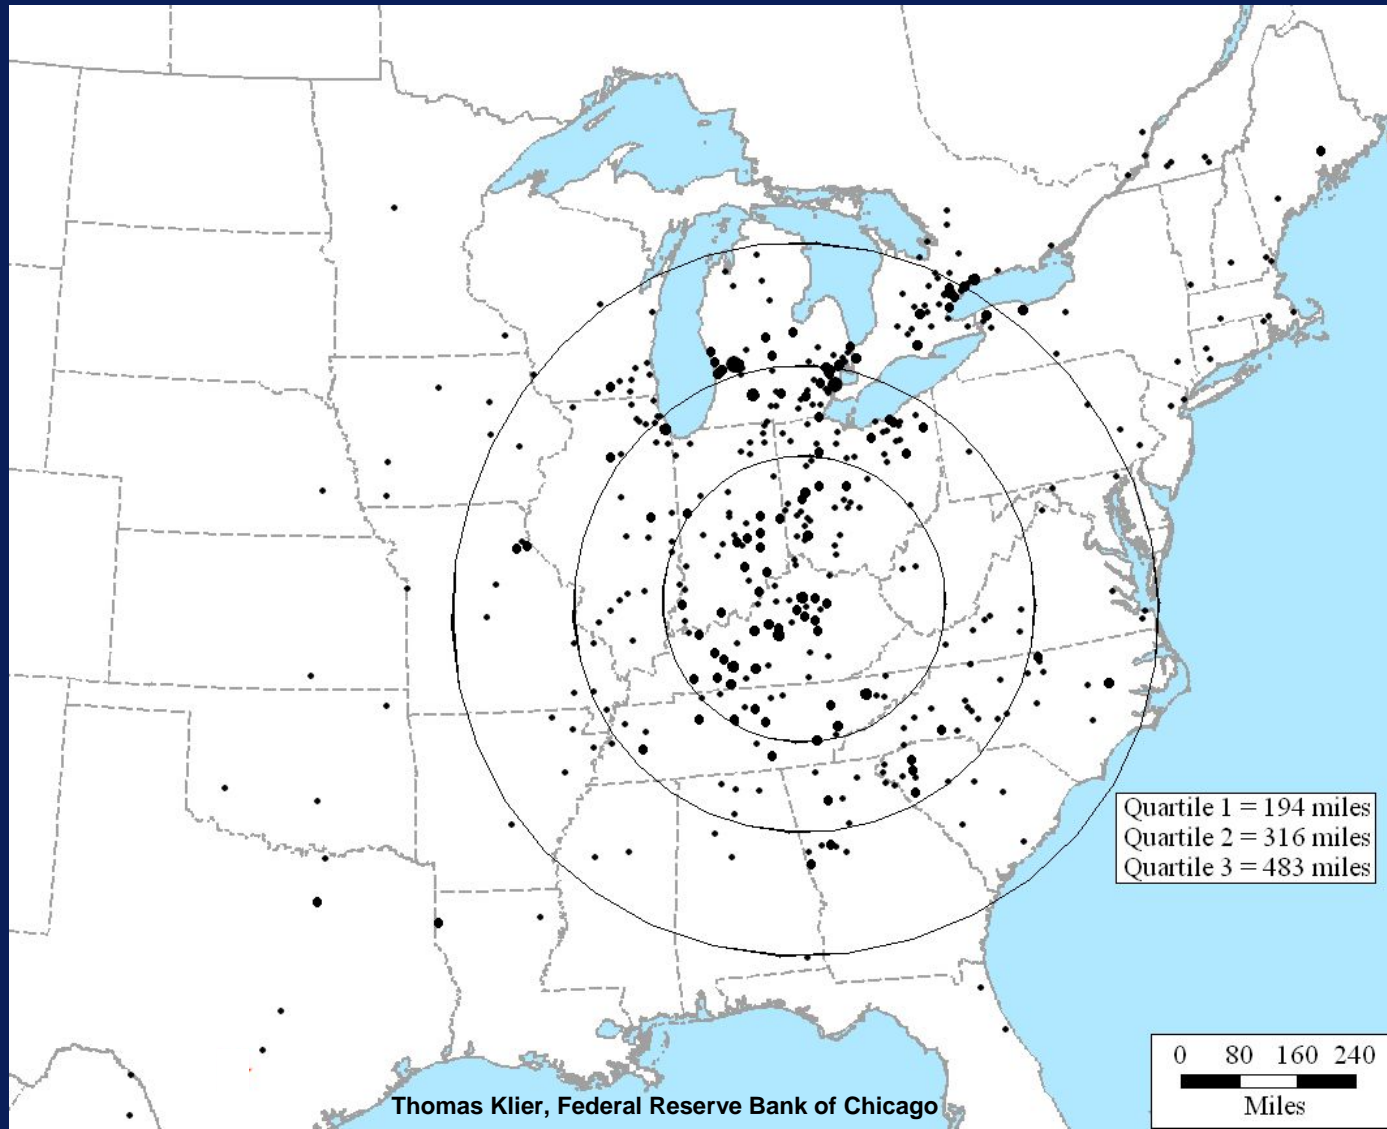 Quartile 1 = 194 miles
Quartile 2 = 316 miles
Quartile 3 = 483 miles
0 80 160 240
Miles
Thomas Klier, Federal Reserve Bank of Chicago